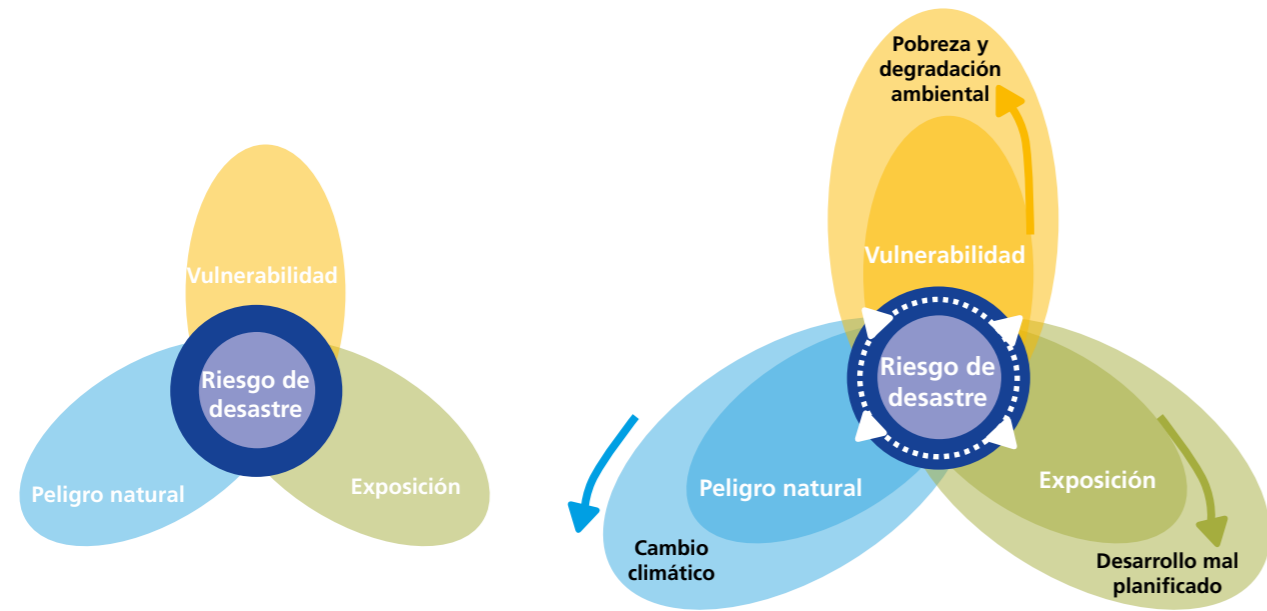 Vulnerabilidad
Riesgo de
desastre
Peligro natural
Exposición
Pobreza y
degradación
ambiental
Vulnerabilidad
Riesgo de
desastre
Peligro natural
Exposición
Cambio
climático
Desarrollo mal
planificado